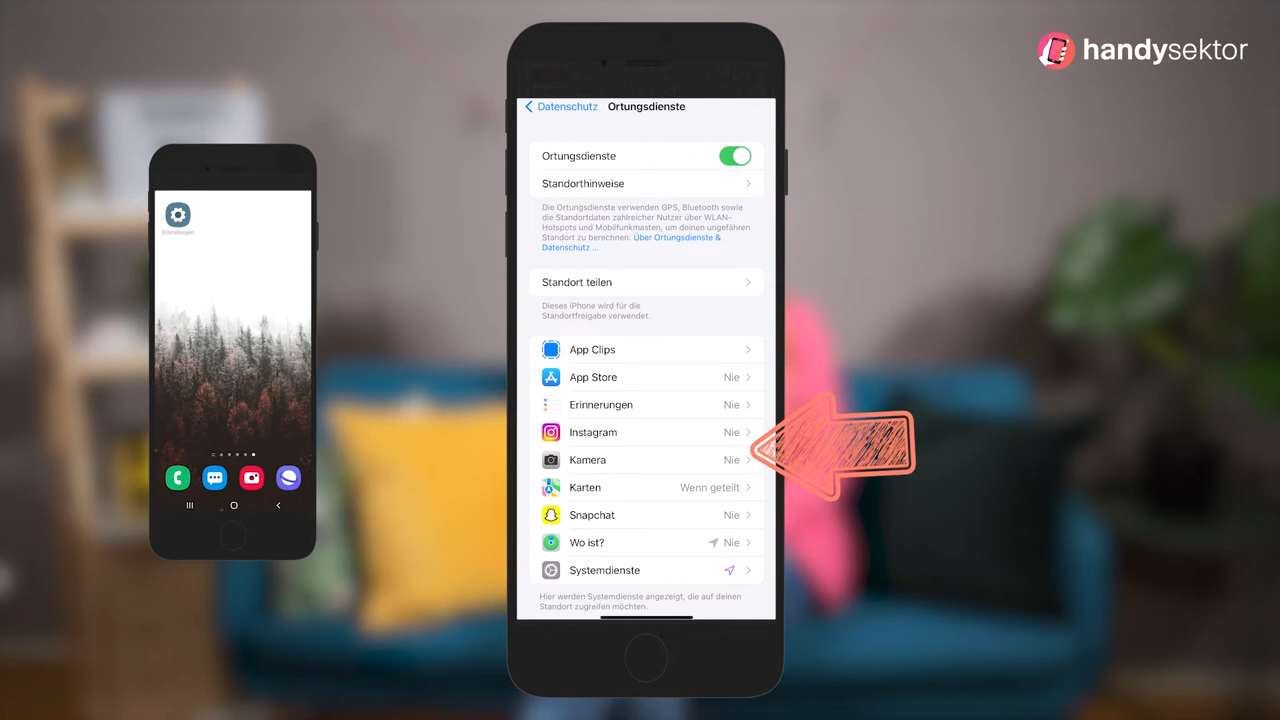 handysektor
Datenschutz Ortungsdienste
Ortungsdienste
Standorthinweise
Die Ortungsdienste verwenden GPS, Bluetooth sowie
die Standortdaten zahlreicher Nutzer über WLAN-
Hotspots und Mobilfunkmasten, um deinen ungefähren
Standort zu berechnen. Über Ortungsdienste &
Datenschutz ...
Standort teilen
Dieses iPhone wird für die
Standortfreigabe verwendet.
App Clips
App Store Nie
Erinnerungen Nie
Instagram Nie
Kamera Nie
Karten Wenn geteilt
Snapchat Nie
Wo ist? Nie
Systemdienste
Hier werden Systemdienste angezeigt, die auf deinen
Standort zugreifen möchten.
Einstellungen